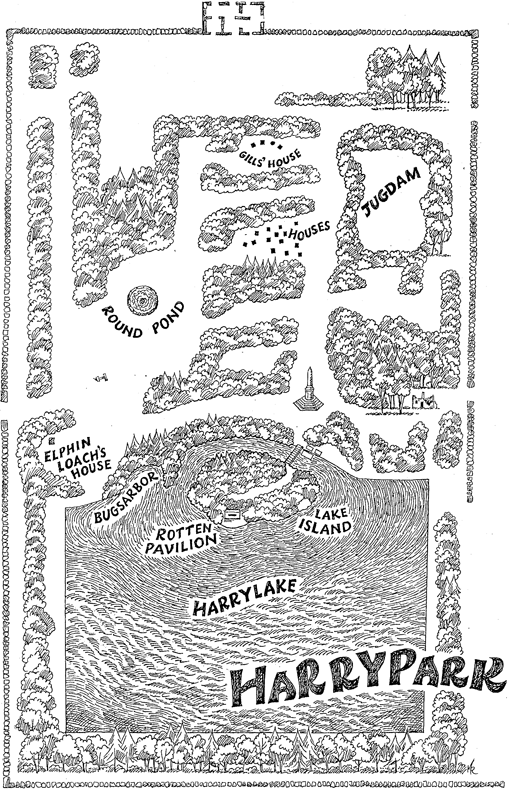 GILLS' HOUSE
JUGDAM
HOUSES
ROUND POND
ELPHIN
LOACH'S
HOUSE
BUGSARBOR
ROTTEN
PAVILION
LAKE
ISLAND
HARRYLAKE
HARRYPARK